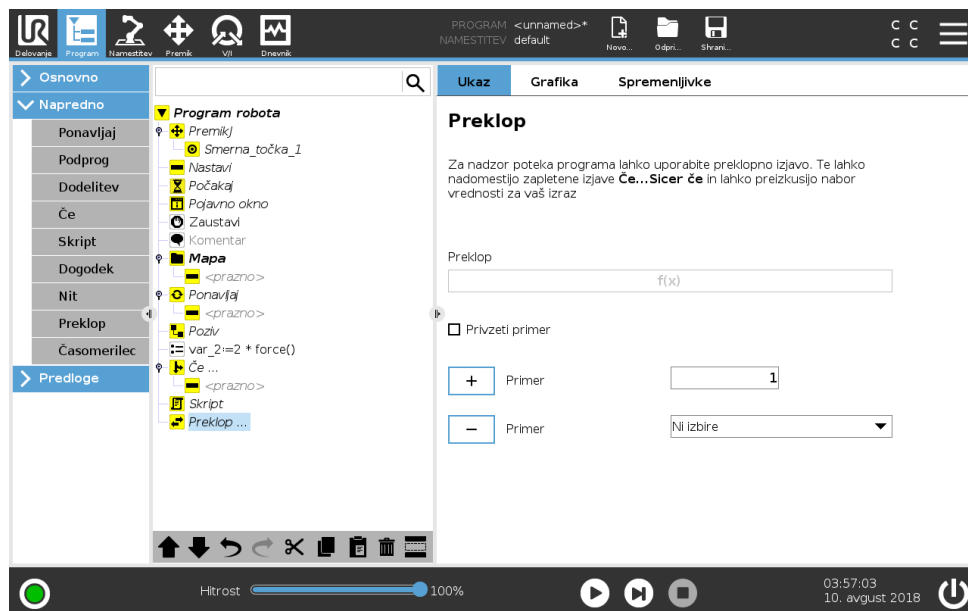 PROGRAM <unnamed>*
NAMESTITEV default
Delovanje
Program
Namestitev
Premik
V/I
Dnevnik
Novo...
Odpri...
Shrani...
C C
C C
Osnovno
Napredno
Ponavljaj
Podprog
Dodelitev
Če
Skript
Dogodek
Nit
Preklop
Časomerilec
Predloge
Program robota
PremikJ
Smerna_točka_1
Nastavi
Počakaj
Pojavno okno
Zaustavi
Komentar
Mapa
<prazno>
Ponavljaj
<prazno>
Poziv
var_2:=2 * force()
Če ...
<prazno>
Skript
Preklop ...
Ukaz
Grafika
Spremenljivke
Preklop
Za nadzor poteka programa lahko uporabite preklopno izjavo. Te lahko
nadomestijo zapletene izjave Če...Sicer če in lahko preizkusijo nabor
vrednosti za vaš izraz
Preklop
f(x)
Privzeti primer
+ Primer 1
− Primer Ni izbire
Hitrost 100%
03:57:03
10. avgust 2018